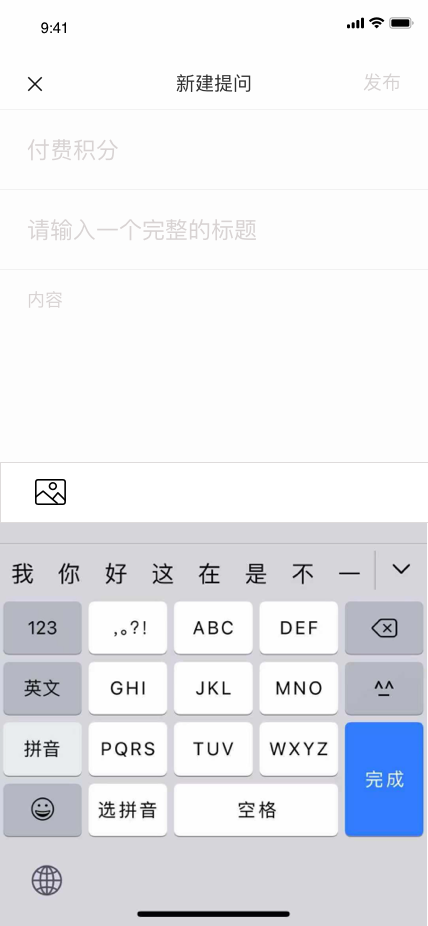 9:41
新建提问 发布
付费积分
请输入一个完整的标题
内容
我 你 好 这 在 是 不 一
123 ,。?! ABC DEF
英文 GHI JKL MNO ^^
拼音 PQRS TUV WXYZ 完成
选拼音 空格